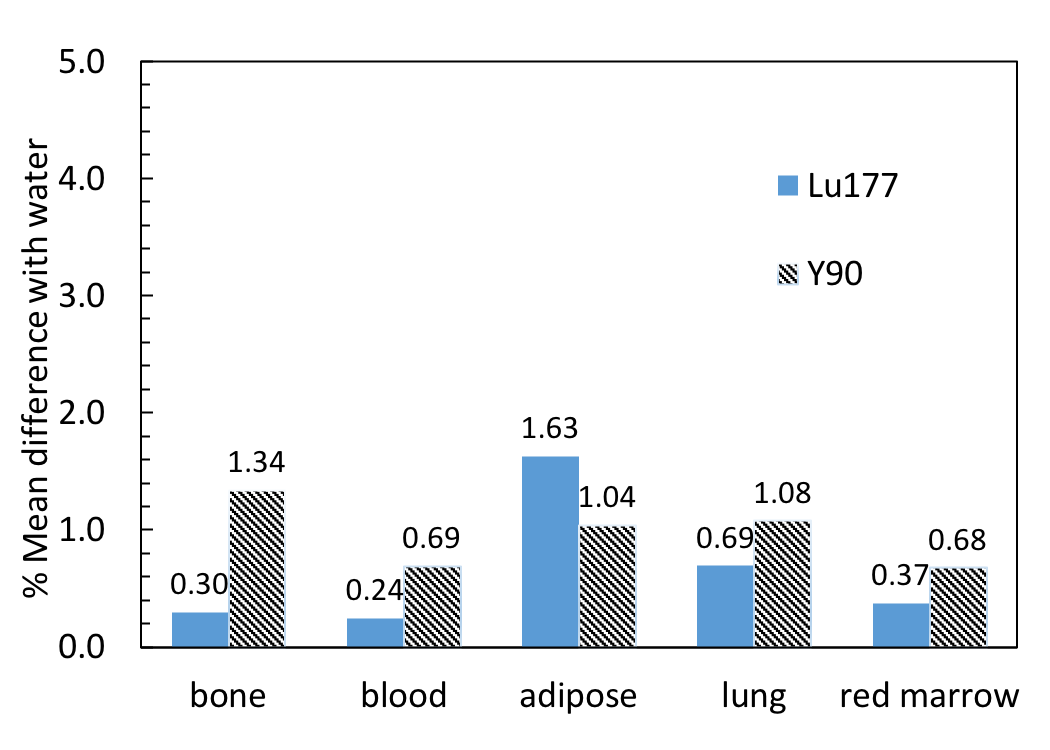 % Mean difference with water
5.0
4.0
3.0
2.0
1.0
0.0
Lu177
Y90
0.30
1.34
0.24
0.69
1.63
1.04
0.69
1.08
0.37
0.68
bone
blood
adipose
lung
red marrow